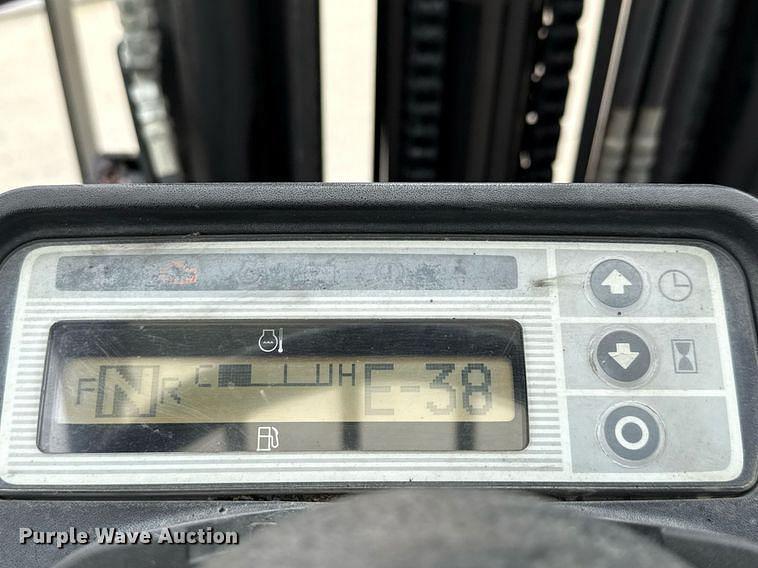 F N R C H E-38
Purple Wave Auction